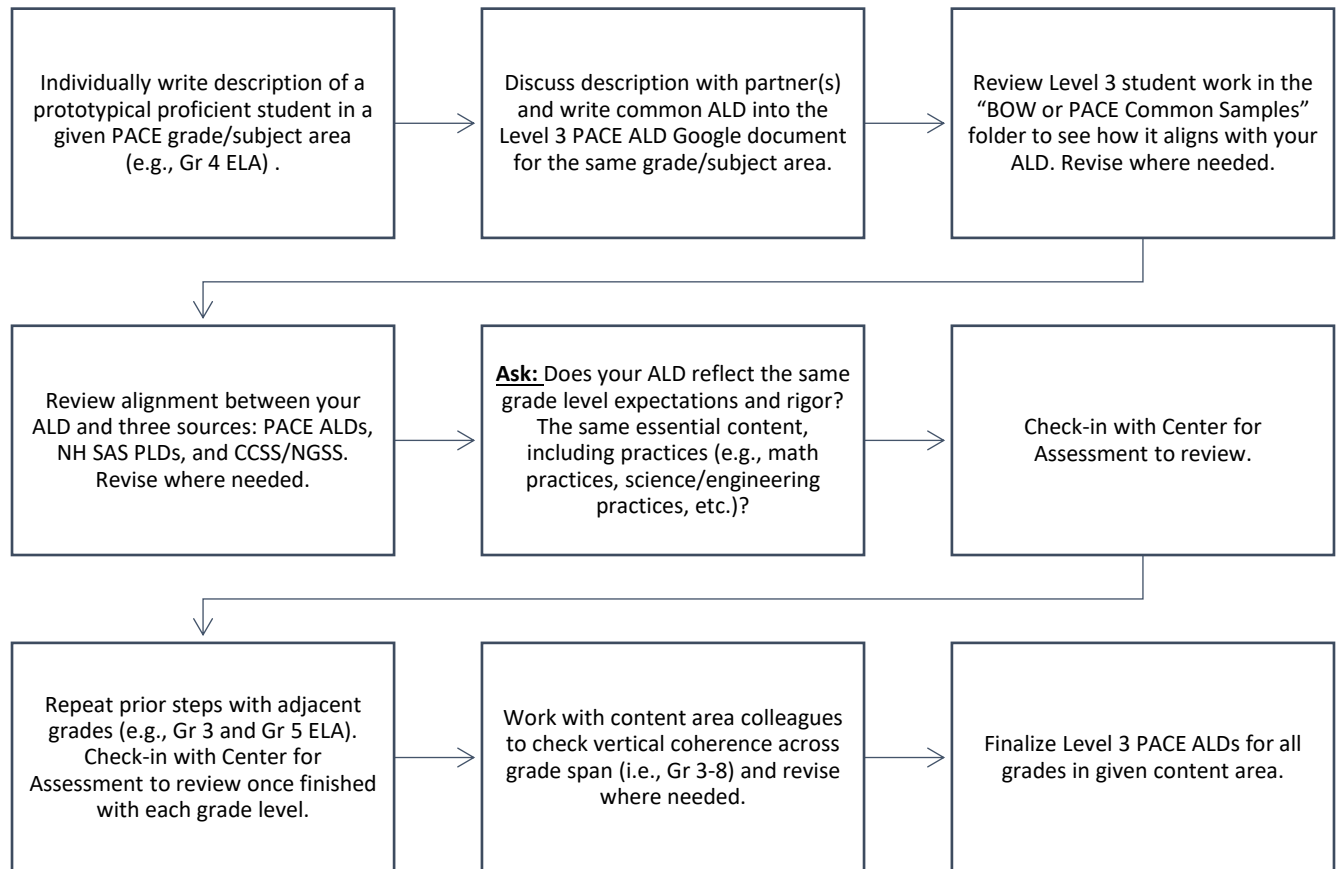 Individually write description of a
prototypical proficient student in a
given PACE grade/subject area
(e.g., Gr 4 ELA) .
Discuss description with partner(s)
and write common ALD into the
Level 3 PACE ALD Google document
for the same grade/subject area.
Review Level 3 student work in the
“BOW or PACE Common Samples”
folder to see how it aligns with your
ALD. Revise where needed.
Review alignment between your
ALD and three sources: PACE ALDs,
NH SAS PLDs, and CCSS/NGSS.
Revise where needed.
Ask: Does your ALD reflect the same
grade level expectations and rigor?
The same essential content,
including practices (e.g., math
practices, science/engineering
practices, etc.)?
Check-in with Center for
Assessment to review.
Repeat prior steps with adjacent
grades (e.g., Gr 3 and Gr 5 ELA).
Check-in with Center for
Assessment to review once finished
with each grade level.
Work with content area colleagues
to check vertical coherence across
grade span (i.e., Gr 3-8) and revise
where needed.
Finalize Level 3 PACE ALDs for all
grades in given content area.